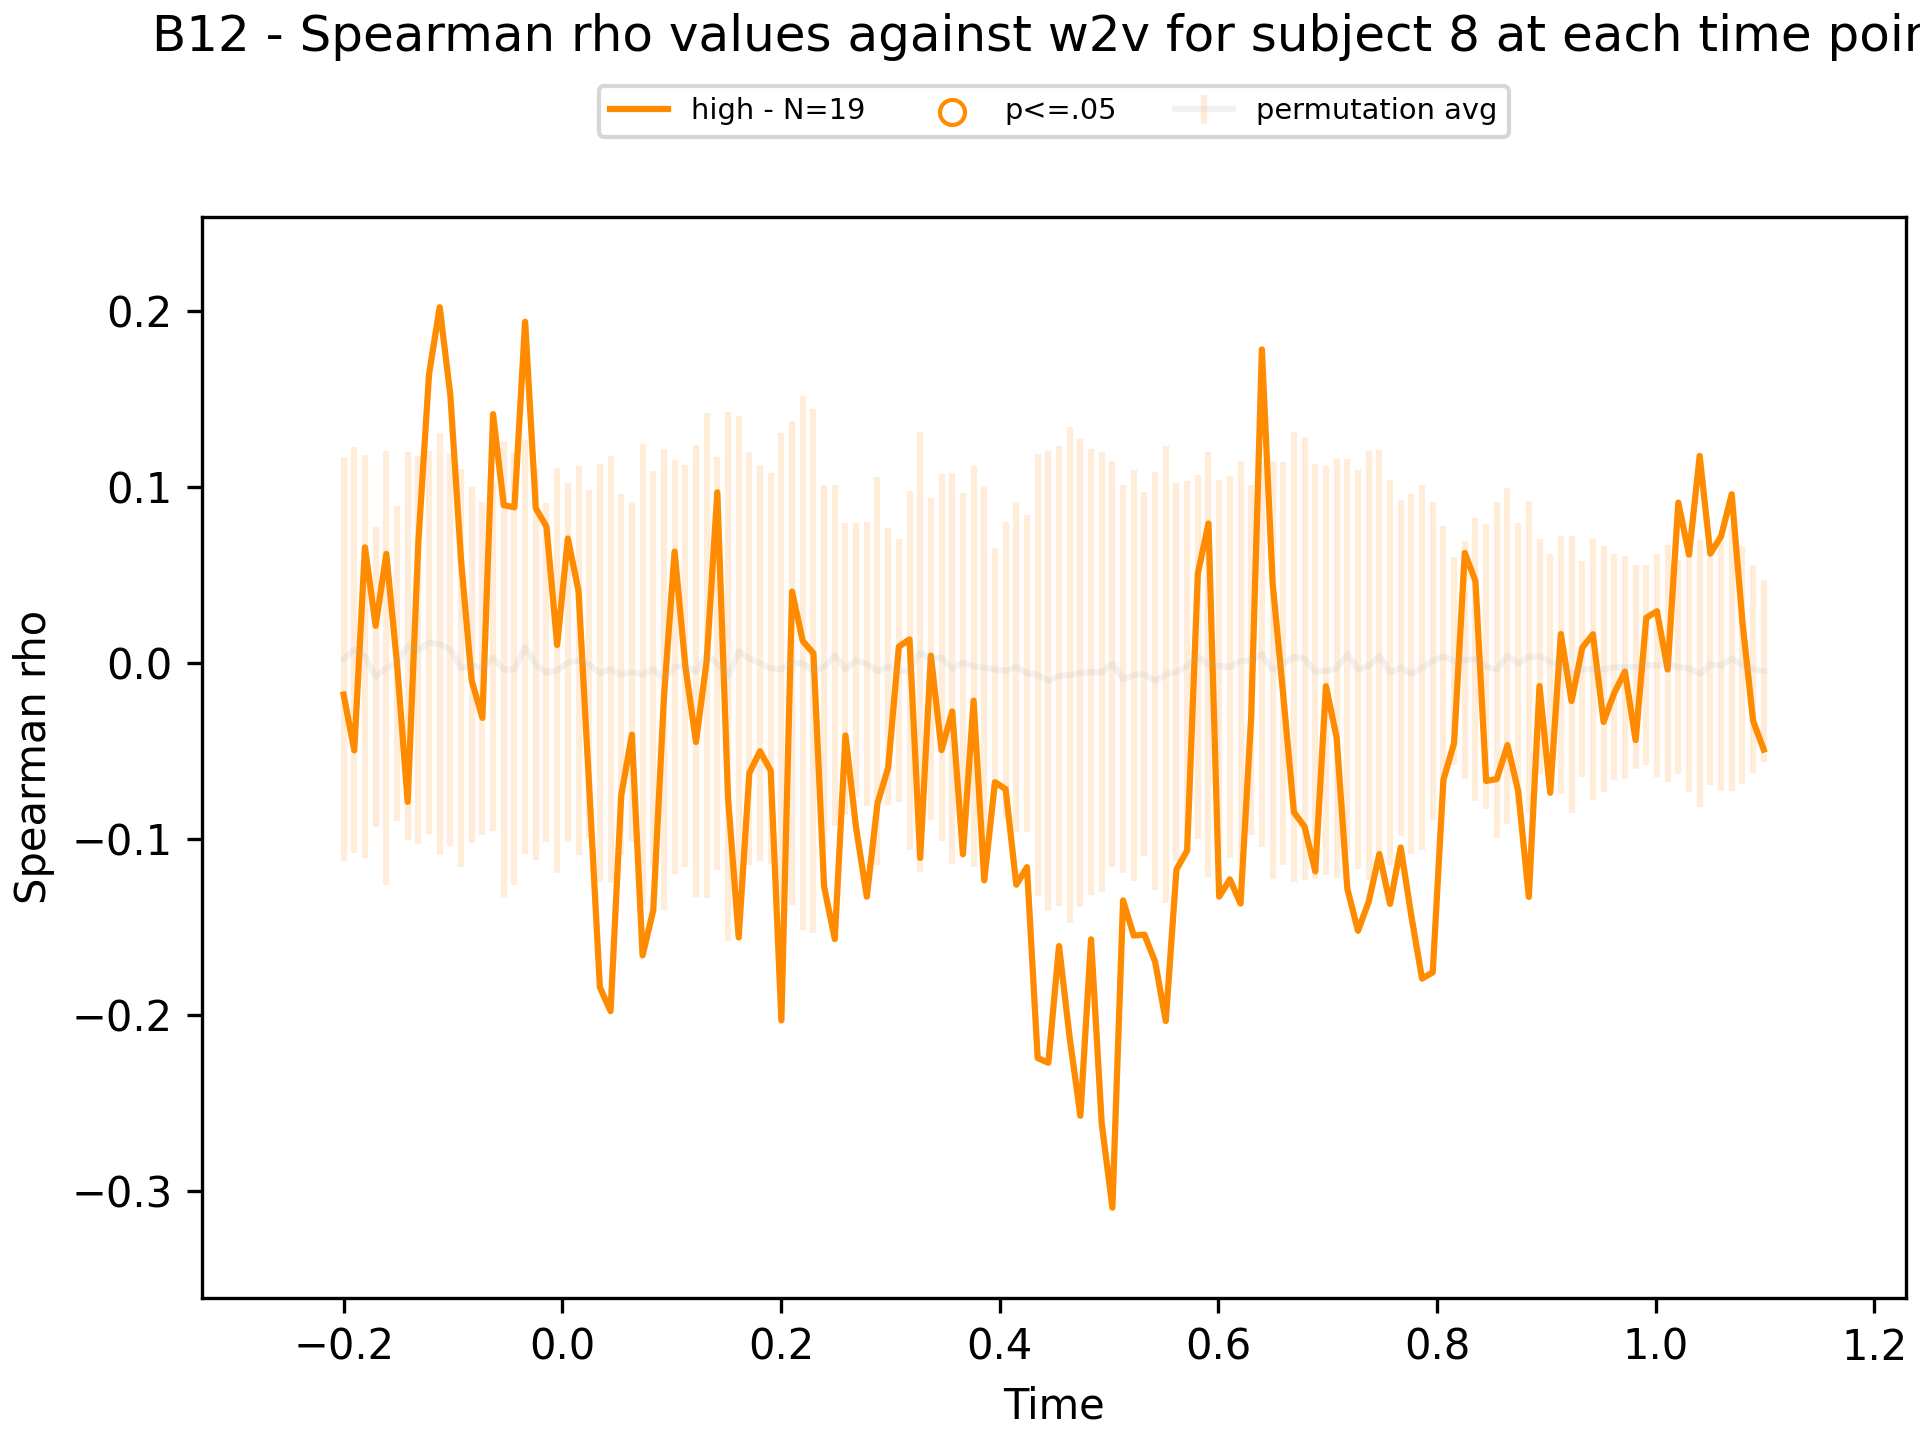 B12 - Spearman rho values against w2v for subject 8 at each time poin
high - N=19 p<=.05 permutation avg
0.2
0.1
0.0
−0.1
−0.2
−0.3
Spearman rho
−0.2 0.0 0.2 0.4 0.6 0.8 1.0 1.2
Time